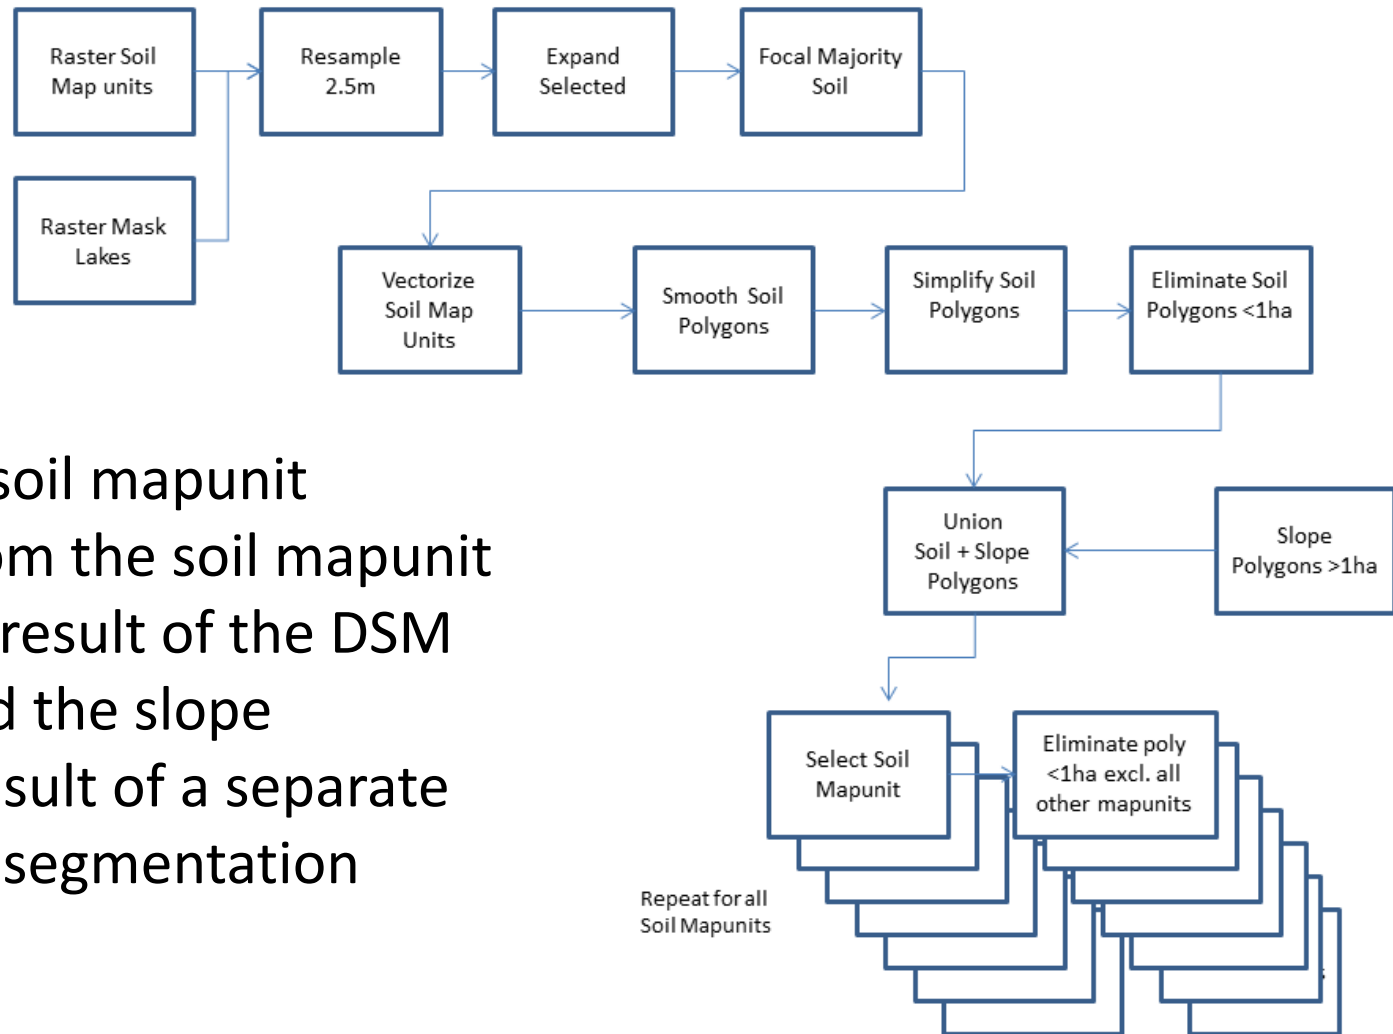 Raster Soil
Map units
Resample
2.5m
Expand
Selected
Focal Majority
Soil
Raster Mask
Lakes
Vectorize
Soil Map
Units
Smooth Soil
Polygons
Simplify Soil
Polygons
Eliminate Soil
Polygons <1ha
soil mapunit
om the soil mapunit
result of the DSM
d the slope
sult of a separate
segmentation
Union
Soil + Slope
Polygons
Slope
Polygons >1ha
Select Soil
Mapunit
Eliminate poly
<1ha excl. all
other mapunits
Repeat for all
Soil Mapunits